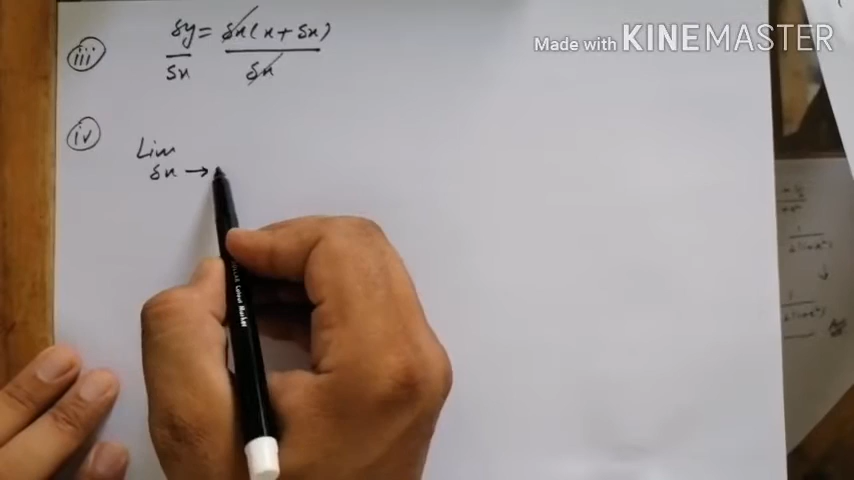 Made with KINEMASTER
iii δy/δx = δx(x+δx)/δx
iv Lim
δx →